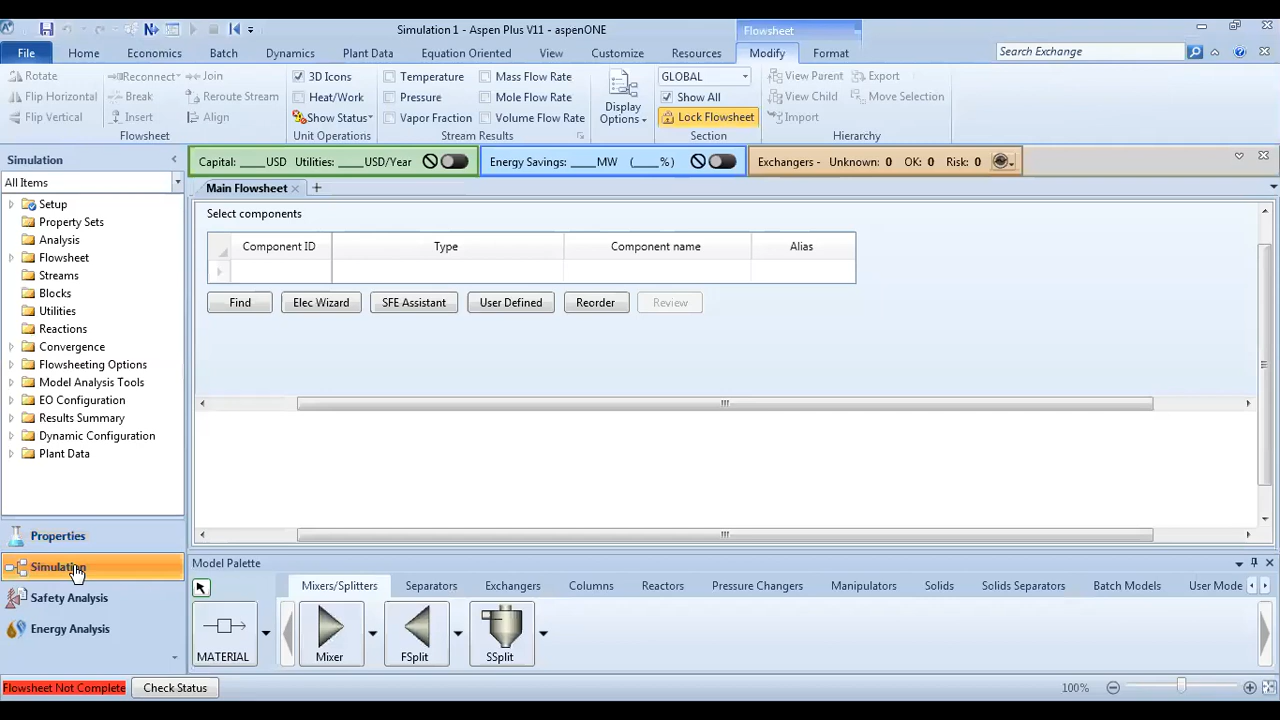 Simulation 1 - Aspen Plus V11 - aspenONE
Flowsheet
File Home Economics Batch Dynamics Plant Data Equation Oriented View Customize Resources Modify Format Search Exchange
Rotate Reconnect Join 3D Icons Temperature Mass Flow Rate GLOBAL View Parent Export
Flip Horizontal Break Reroute Stream Heat/Work Pressure Mole Flow Rate Display Options Show All View Child Move Selection
Flip Vertical Insert Align Show Status Vapor Fraction Volume Flow Rate Lock Flowsheet Import
Flowsheet Unit Operations Stream Results Section Hierarchy
Simulation
Capital: ____USD Utilities: ____USD/Year Energy Savings: ____MW (____%) Exchangers - Unknown: 0 OK: 0 Risk: 0
All Items
Setup
Property Sets
Analysis
Flowsheet
Streams
Blocks
Utilities
Reactions
Convergence
Flowsheeting Options
Model Analysis Tools
EO Configuration
Results Summary
Dynamic Configuration
Plant Data
Properties
Simulation
Safety Analysis
Energy Analysis
Main Flowsheet
Select components
Component ID Type Component name Alias
Find Elec Wizard SFE Assistant User Defined Reorder Review
Model Palette
Mixers/Splitters Separators Exchangers Columns Reactors Pressure Changers Manipulators Solids Solids Separators Batch Models User Mode
MATERIAL Mixer FSplit SSplit
Flowsheet Not Complete Check Status 100%